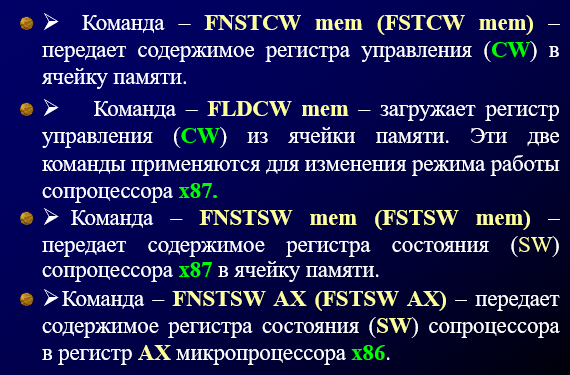 ➢ Команда – FNSTCW mem (FSTCW mem) –
передает содержимое регистра управления (CW) в
ячейку памяти.
➢ Команда – FLDCW mem – загружает регистр
управления (CW) из ячейки памяти. Эти две
команды применяются для изменения режима работы
сопроцессора x87.
➢ Команда – FNSTSW mem (FSTSW mem) –
передает содержимое регистра состояния (SW)
сопроцессора x87 в ячейку памяти.
➢Команда – FNSTSW AX (FSTSW AX) – передает
содержимое регистра состояния (SW) сопроцессора
в регистр AX микропроцессора x86.